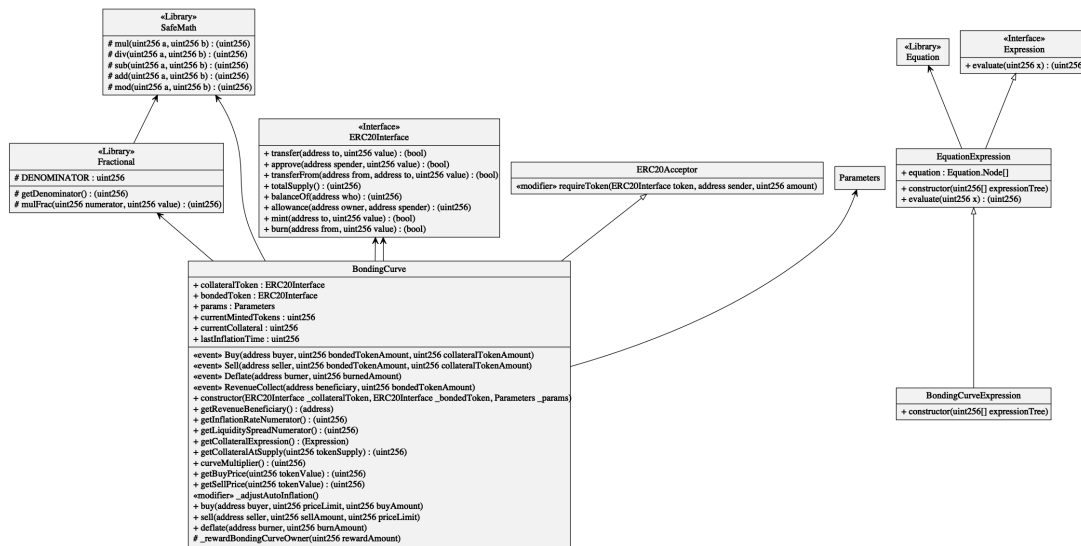 «Library»
SafeMath
# mul(uint256 a, uint256 b) : (uint256)
# div(uint256 a, uint256 b) : (uint256)
# sub(uint256 a, uint256 b) : (uint256)
# add(uint256 a, uint256 b) : (uint256)
# mod(uint256 a, uint256 b) : (uint256)
«Library»
Equation
«Interface»
Expression
+ evaluate(uint256 x) : (uint256
«Library»
Fractional
# DENOMINATOR : uint256
# getDenominator() : (uint256)
# mulFrac(uint256 numerator, uint256 value) : (uint256)
«Interface»
ERC20Interface
+ transfer(address to, uint256 value) : (bool)
+ approve(address spender, uint256 value) : (bool)
+ transferFrom(address from, address to, uint256 value) : (bool)
+ totalSupply() : (uint256)
+ balanceOf(address who) : (uint256)
+ allowance(address owner, address spender) : (uint256)
+ mint(address to, uint256 value) : (bool)
+ burn(address from, uint256 value) : (bool)
ERC20Acceptor
«modifier» requireToken(ERC20Interface token, address sender, uint256 amount)
Parameters
EquationExpression
+ equation : Equation.Node[]
+ constructor(uint256[] expressionTree)
+ evaluate(uint256 x) : (uint256)
BondingCurve
+ collateralToken : ERC20Interface
+ bondedToken : ERC20Interface
+ params : Parameters
+ currentMintedTokens : uint256
+ currentCollateral : uint256
+ lastInflationTime : uint256
«event» Buy(address buyer, uint256 bondedTokenAmount, uint256 collateralTokenAmount)
«event» Sell(address seller, uint256 bondedTokenAmount, uint256 collateralTokenAmount)
«event» Deflate(address burner, uint256 burnedAmount)
«event» RevenueCollect(address beneficiary, uint256 bondedTokenAmount)
+ constructor(ERC20Interface _collateralToken, ERC20Interface _bondedToken, Parameters _params)
+ getRevenueBeneficiary() : (address)
+ getInflationRateNumerator() : (uint256)
+ getLiquiditySpreadNumerator() : (uint256)
+ getCollateralExpression() : (Expression)
+ getCollateralAtSupply(uint256 tokenSupply) : (uint256)
+ curveMultiplier() : (uint256)
+ getBuyPrice(uint256 tokenValue) : (uint256)
+ getSellPrice(uint256 tokenValue) : (uint256)
«modifier» _adjustAutoInflation()
+ buy(address buyer, uint256 priceLimit, uint256 buyAmount)
+ sell(address seller, uint256 sellAmount, uint256 priceLimit)
+ deflate(address burner, uint256 burnAmount)
# _rewardBondingCurveOwner(uint256 rewardAmount)
BondingCurveExpression
+ constructor(uint256[] expressionTree)